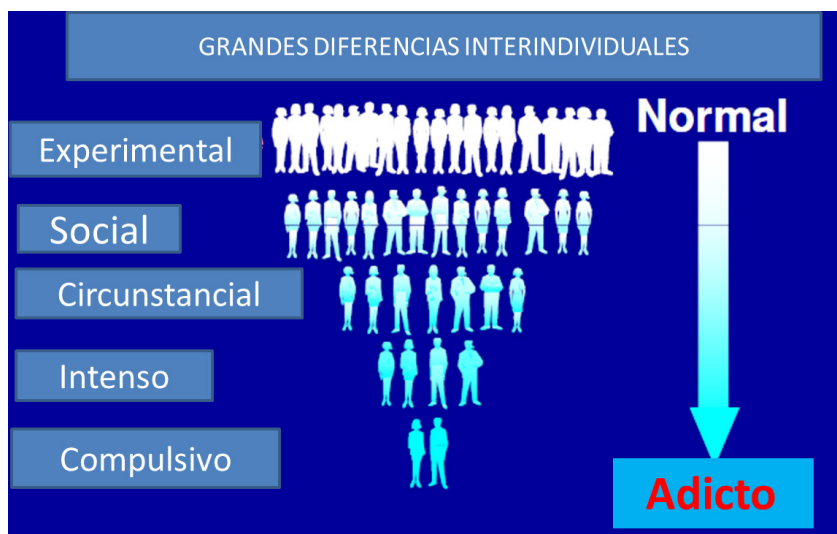 GRANDES DIFERENCIAS INTERINDIVIDUALES
Normal
Experimental
Social
Circunstancial
Intenso
Compulsivo
Adicto